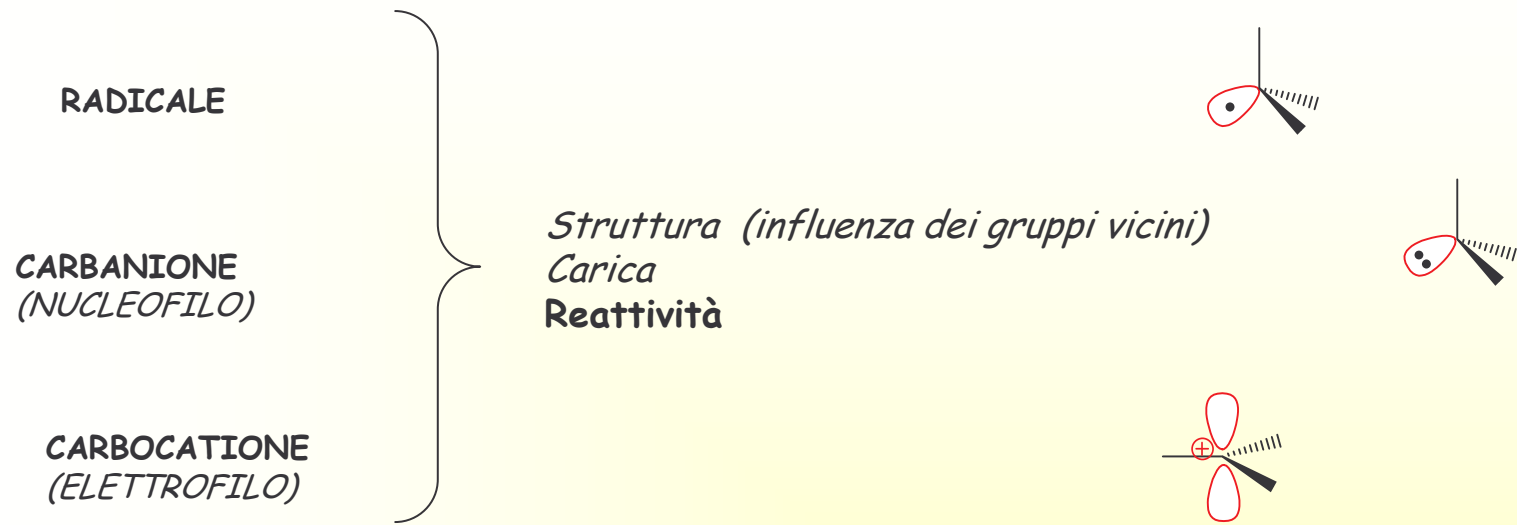 RADICALE
Struttura (influenza dei gruppi vicini)
CARBANIONE
Carica
(NUCLEOFILO)
Reattività
CARBOCATIONE
(ELETTROFILO)
+